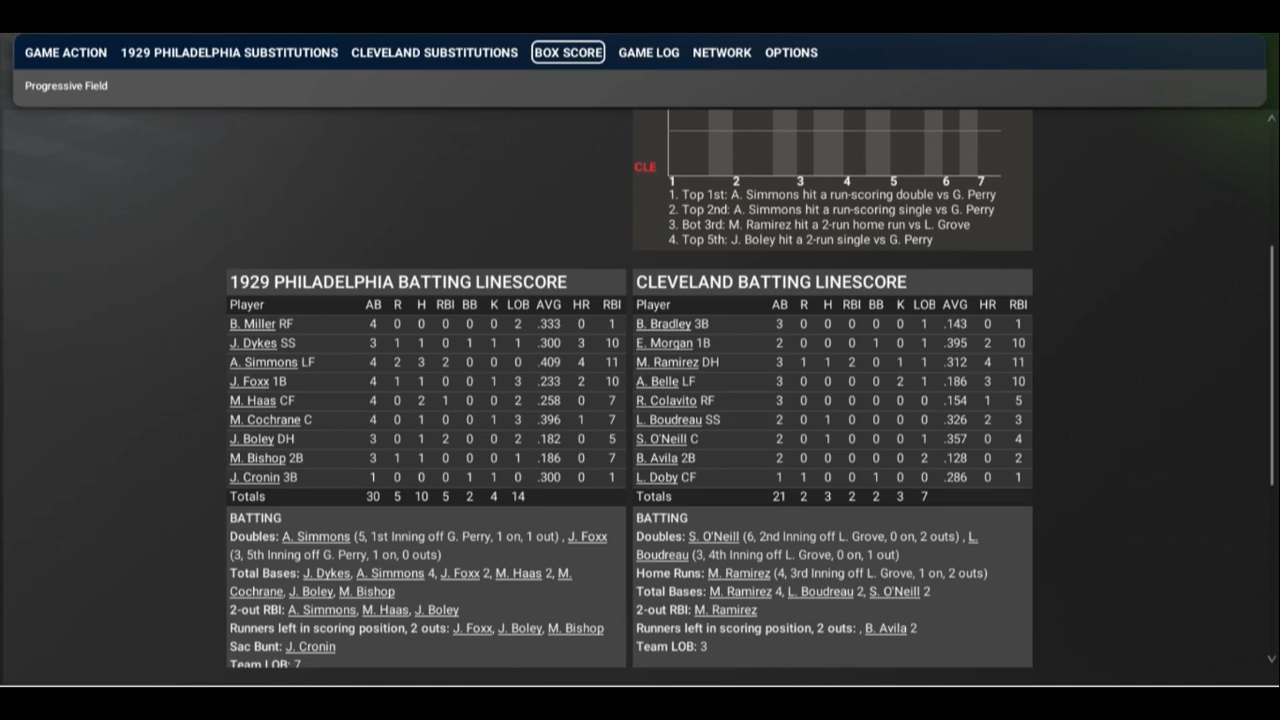 GAME ACTION 1929 PHILADELPHIA SUBSTITUTIONS CLEVELAND SUBSTITUTIONS BOX SCORE GAME LOG NETWORK OPTIONS
Progressive Field
CLE
1 2 3 4 5 6 7
1. Top 1st: A. Simmons hit a run-scoring double vs G. Perry
2. Top 2nd: A. Simmons hit a run-scoring single vs G. Perry
3. Bot 3rd: M. Ramirez hit a 2-run home run vs L. Grove
4. Top 5th: J. Boley hit a 2-run single vs G. Perry
1929 PHILADELPHIA BATTING LINESCORE
Player AB R H RBI BB K LOB AVG HR RBI
B. Miller RF 4 0 0 0 0 0 2 .333 0 1
J. Dykes SS 3 1 1 0 1 1 1 .300 3 10
A. Simmons LF 4 2 3 2 0 0 0 .409 4 11
J. Foxx 1B 4 1 1 0 0 1 3 .233 2 10
M. Haas CF 4 0 2 1 0 0 2 .258 0 7
M. Cochrane C 4 0 1 0 0 1 3 .396 1 7
J. Boley DH 3 0 1 2 0 0 2 .182 0 5
M. Bishop 2B 3 1 1 0 0 0 1 .186 0 7
J. Cronin 3B 1 0 0 0 1 1 0 .300 0 1
Totals 30 5 10 5 2 4 14
BATTING
Doubles: A. Simmons (5, 1st Inning off G. Perry, 1 on, 1 out) , J. Foxx
(3, 5th Inning off G. Perry, 1 on, 0 outs)
Total Bases: J. Dykes, A. Simmons 4, J. Foxx 2, M. Haas 2, M.
Cochrane, J. Boley, M. Bishop
2-out RBI: A. Simmons, M. Haas, J. Boley
Runners left in scoring position, 2 outs: J. Foxx, J. Boley, M. Bishop
Sac Bunt: J. Cronin
Team LOB: 7
CLEVELAND BATTING LINESCORE
Player AB R H RBI BB K LOB AVG HR RBI
B. Bradley 3B 3 0 0 0 0 0 1 .143 0 1
E. Morgan 1B 2 0 0 0 1 0 1 .395 2 10
M. Ramirez DH 3 1 1 2 0 1 1 .312 4 11
A. Belle LF 3 0 0 0 0 2 1 .186 3 10
R. Colavito RF 3 0 0 0 0 0 0 .154 1 5
L. Boudreau SS 2 0 1 0 0 0 0 .326 2 3
S. O'Neill C 2 0 1 0 0 0 1 .357 0 4
B. Avila 2B 2 0 0 0 0 0 2 .128 0 2
L. Doby CF 1 1 0 0 1 0 0 .286 0 1
Totals 21 2 3 2 2 3 7
BATTING
Doubles: S. O'Neill (6, 2nd Inning off L. Grove, 0 on, 2 outs) , L.
Boudreau (3, 4th Inning off L. Grove, 0 on, 1 out)
Home Runs: M. Ramirez (4, 3rd Inning off L. Grove, 1 on, 2 outs)
Total Bases: M. Ramirez 4, L. Boudreau 2, S. O'Neill 2
2-out RBI: M. Ramirez
Runners left in scoring position, 2 outs: , B. Avila 2
Team LOB: 3